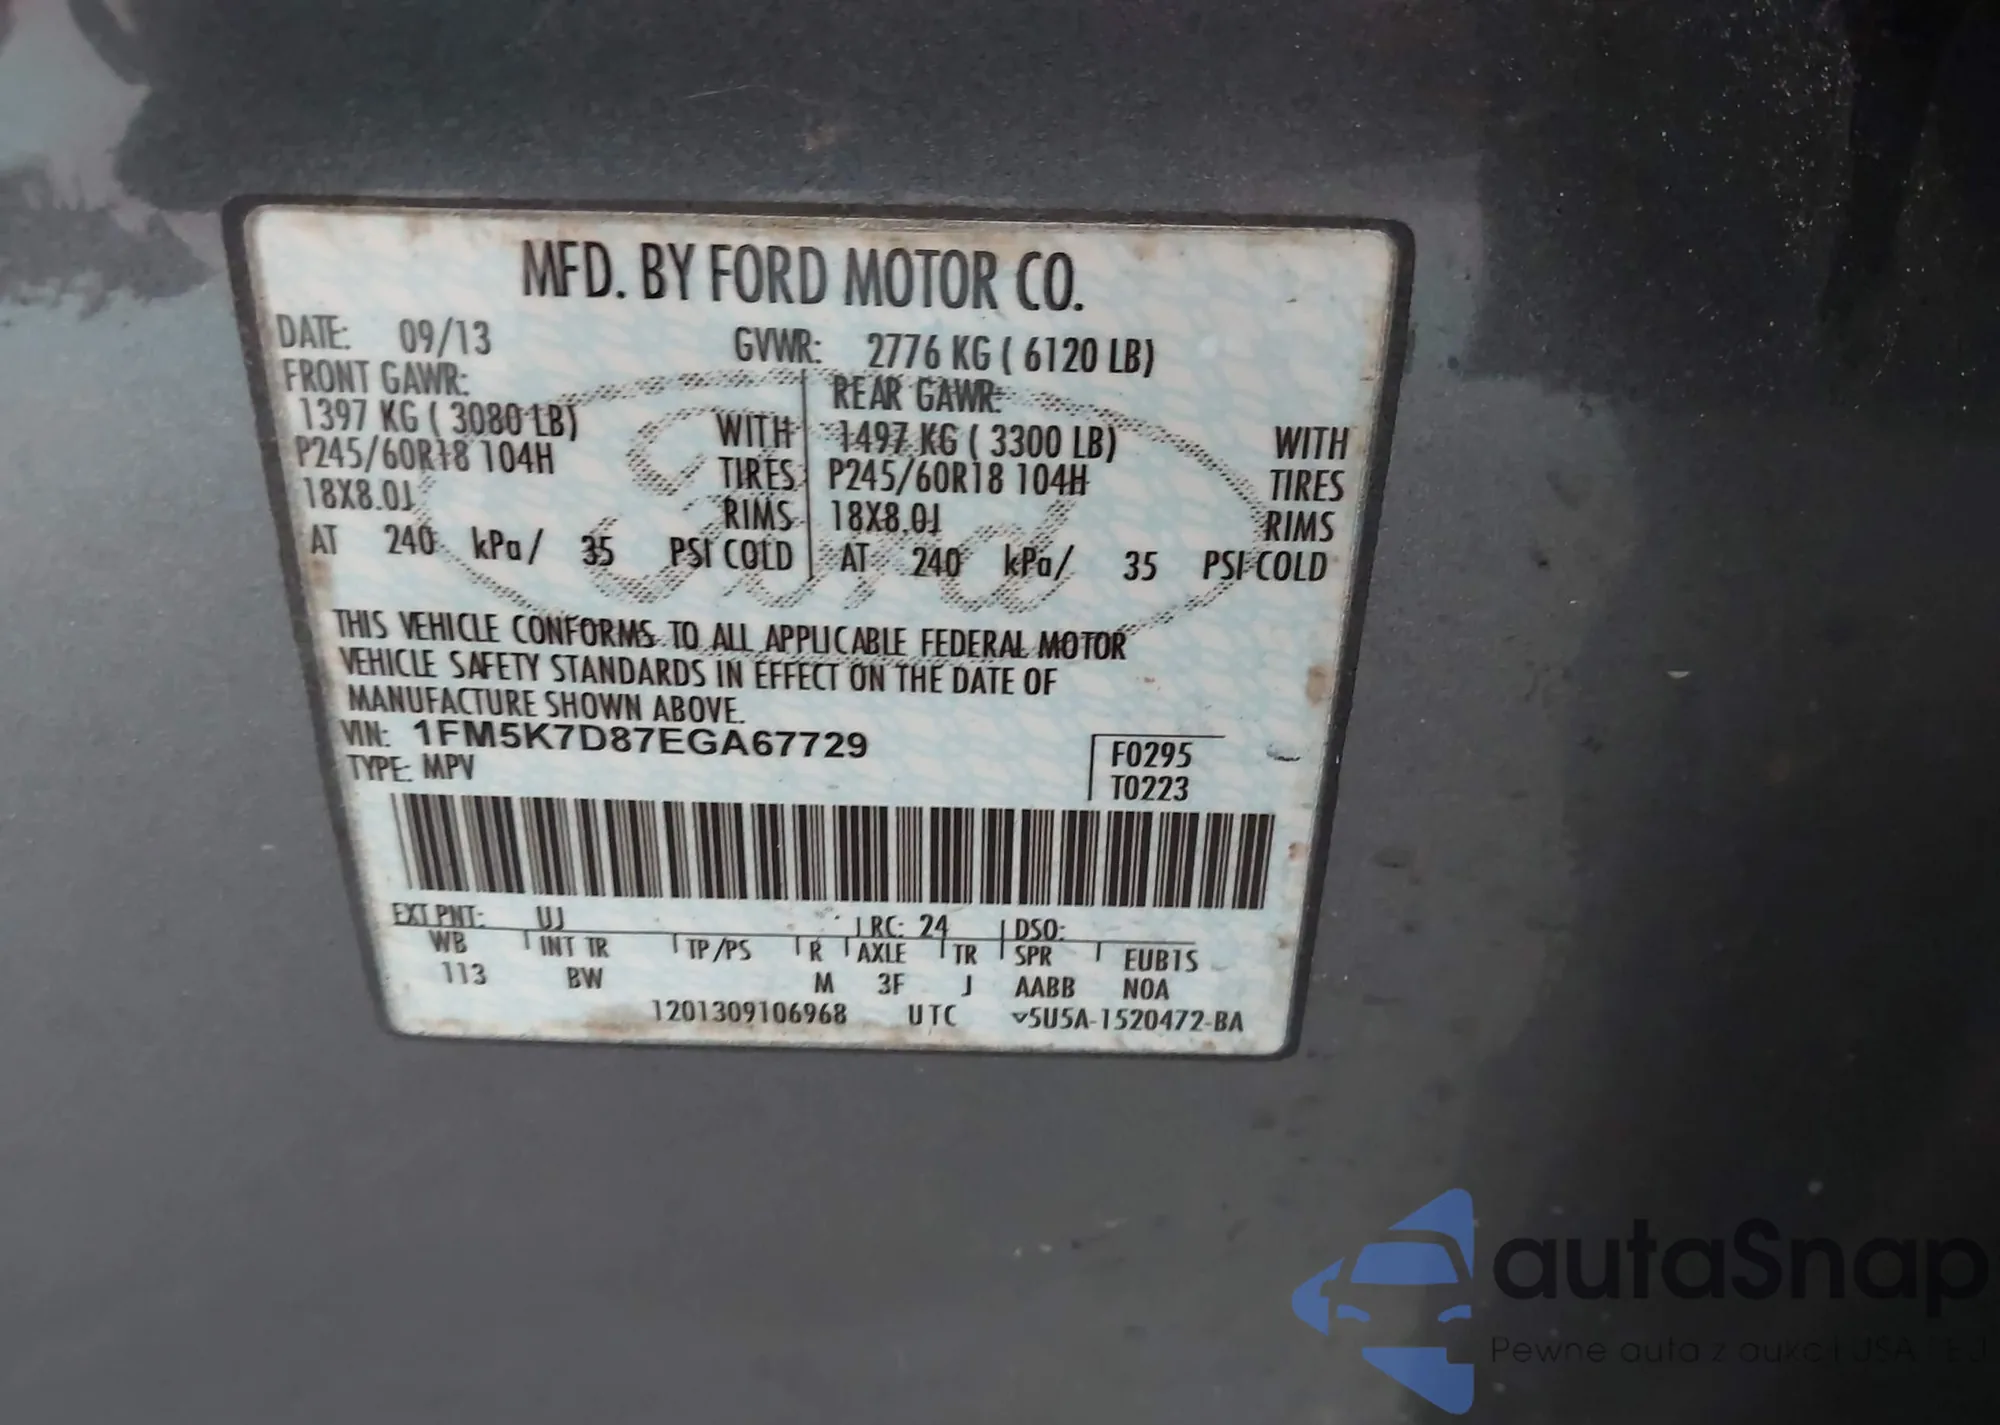 MFD. BY FORD MOTOR CO.
DATE: 09/13 GVWR: 2776 KG ( 6120 LB)
FRONT GAWR: REAR GAWR:
1397 KG ( 3080 LB) WITH 1497 KG ( 3300 LB) WITH
P245/60R18 104H TIRES P245/60R18 104H TIRES
18X8.0J RIMS 18X8.0J RIMS
AT 240 kPa/ 35 PSI COLD AT 240 kPa/ 35 PSI COLD
THIS VEHICLE CONFORMS TO ALL APPLICABLE FEDERAL MOTOR
VEHICLE SAFETY STANDARDS IN EFFECT ON THE DATE OF
MANUFACTURE SHOWN ABOVE.
VIN: 1FM5K7D87EGA67729
TYPE: MPV
F0295
T0223
EXT PNT: UJ RC: 24 DSO:
WB INT TR TP/PS R AXLE TR SPR EUBTS
113 BW M 3F J AABB NOA
1201309106968 UTC 5U5A-1520472-BA
autaSnap
Pewne auta z aukcji USA